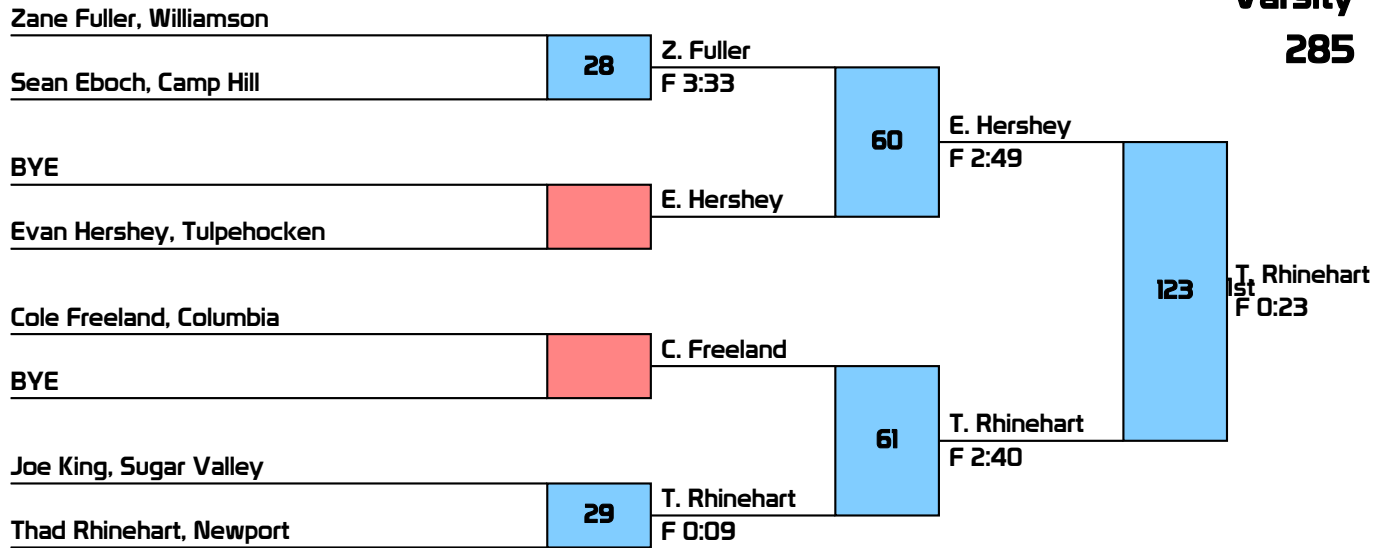 Varsity
285
Zane Fuller, Williamson
Sean Eboch, Camp Hill
28
Z. Fuller
F 3:33
BYE
Evan Hershey, Tulpehocken
E. Hershey
60
E. Hershey
F 2:49
Cole Freeland, Columbia
BYE
C. Freeland
Joe King, Sugar Valley
Thad Rhinehart, Newport
29
T. Rhinehart
F 0:09
61
T. Rhinehart
F 2:40
123
1st
T. Rhinehart
F 0:23